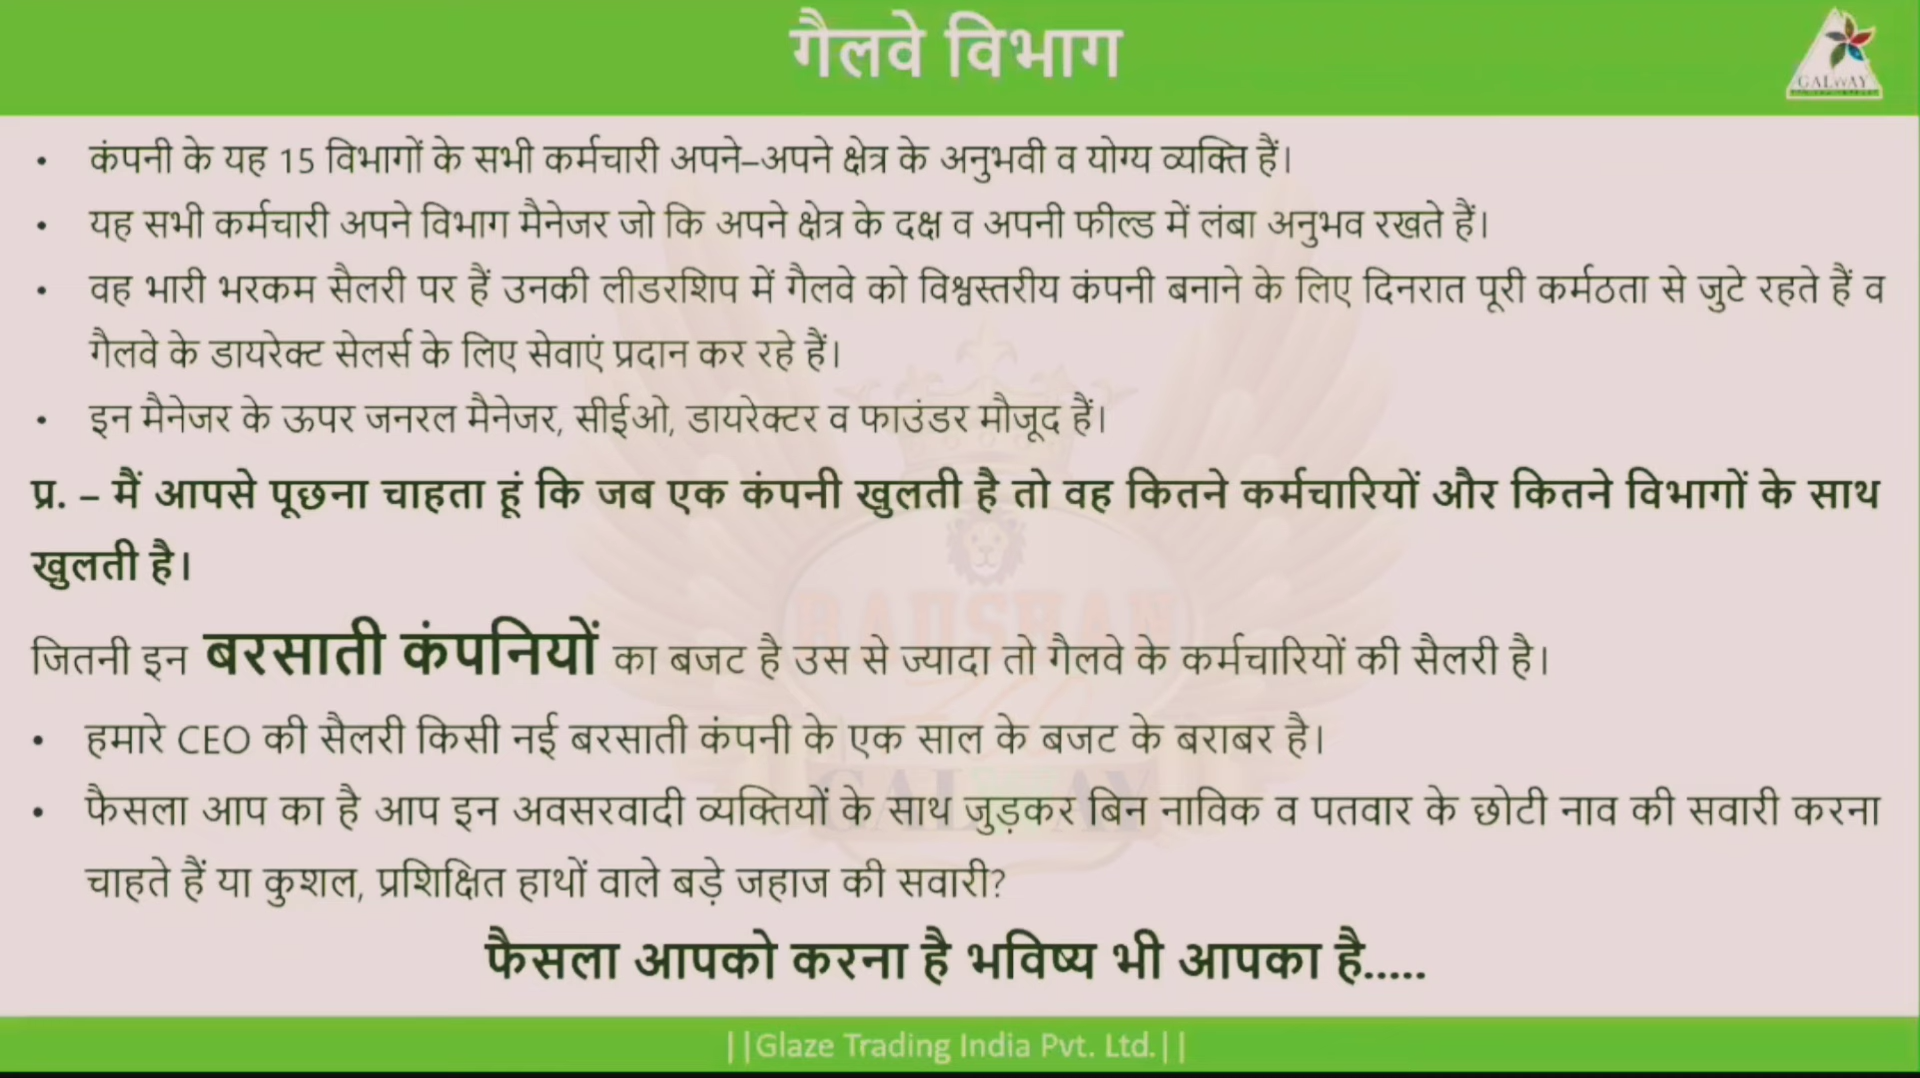 गैलवे विभाग
GALWAY
• कंपनी के यह 15 विभागों के सभी कर्मचारी अपने–अपने क्षेत्र के अनुभवी व योग्य व्यक्ति हैं।
• यह सभी कर्मचारी अपने विभाग मैनेजर जो कि अपने क्षेत्र के दक्ष व अपनी फील्ड में लंबा अनुभव रखते हैं।
• वह भारी भरकम सैलरी पर हैं उनकी लीडरशिप में गैलवे को विश्वस्तरीय कंपनी बनाने के लिए दिनरात पूरी कर्मठता से जुटे रहते हैं व
गैलवे के डायरेक्ट सेलर्स के लिए सेवाएं प्रदान कर रहे हैं।
• इन मैनेजर के ऊपर जनरल मैनेजर, सीईओ, डायरेक्टर व फाउंडर मौजूद हैं।
प्र. – मैं आपसे पूछना चाहता हूं कि जब एक कंपनी खुलती है तो वह कितने कर्मचारियों और कितने विभागों के साथ
खुलती है।
जितनी इन बरसाती कंपनियों का बजट है उस से ज्यादा तो गैलवे के कर्मचारियों की सैलरी है।
• हमारे CEO की सैलरी किसी नई बरसाती कंपनी के एक साल के बजट के बराबर है।
• फैसला आप का है आप इन अवसरवादी व्यक्तियों के साथ जुड़कर बिन नाविक व पतवार के छोटी नाव की सवारी करना
चाहते हैं या कुशल, प्रशिक्षित हाथों वाले बड़े जहाज की सवारी?
फैसला आपको करना है भविष्य भी आपका है.....
||Glaze Trading India Pvt. Ltd.||
RAUSHAN
GALWAY